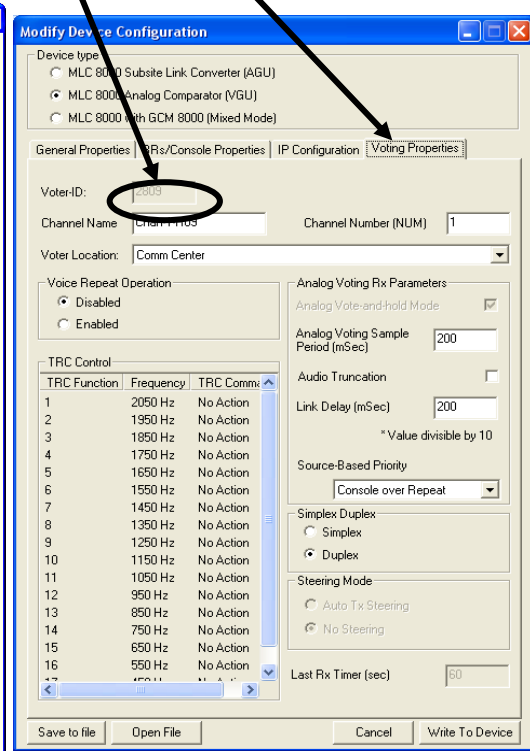 Modify Device Configuration
Device type
MLC 8000 Subsite Link Converter (AGU)
MLC 8000 Analog Comparator (VGU)
MLC 8000 with GCM 8000 (Mixed Mode)
General Properties BRs/Console Properties IP Configuration Voting Properties
Voter-ID: 2809
Channel Name Channel Number (NUM) 1
Voter Location: Comm Center
Voice Repeat Operation
Disabled
Enabled
TRC Control
TRC Function Frequency TRC Comma
1 2050 Hz No Action
2 1950 Hz No Action
3 1850 Hz No Action
4 1750 Hz No Action
5 1650 Hz No Action
6 1550 Hz No Action
7 1450 Hz No Action
8 1350 Hz No Action
9 1250 Hz No Action
10 1150 Hz No Action
11 1050 Hz No Action
12 950 Hz No Action
13 850 Hz No Action
14 750 Hz No Action
15 650 Hz No Action
16 550 Hz No Action
Analog Voting Rx Parameters
Analog Vote-and-hold Mode
Analog Voting Sample
Period (mSec) 200
Audio Truncation
Link Delay (mSec) 200
* Value divisible by 10
Source-Based Priority
Console over Repeat
Simplex Duplex
Simplex
Duplex
Steering Mode
Auto Tx Steering
No Steering
Last Rx Timer (sec) 60
Save to file Open File Cancel Write To Device